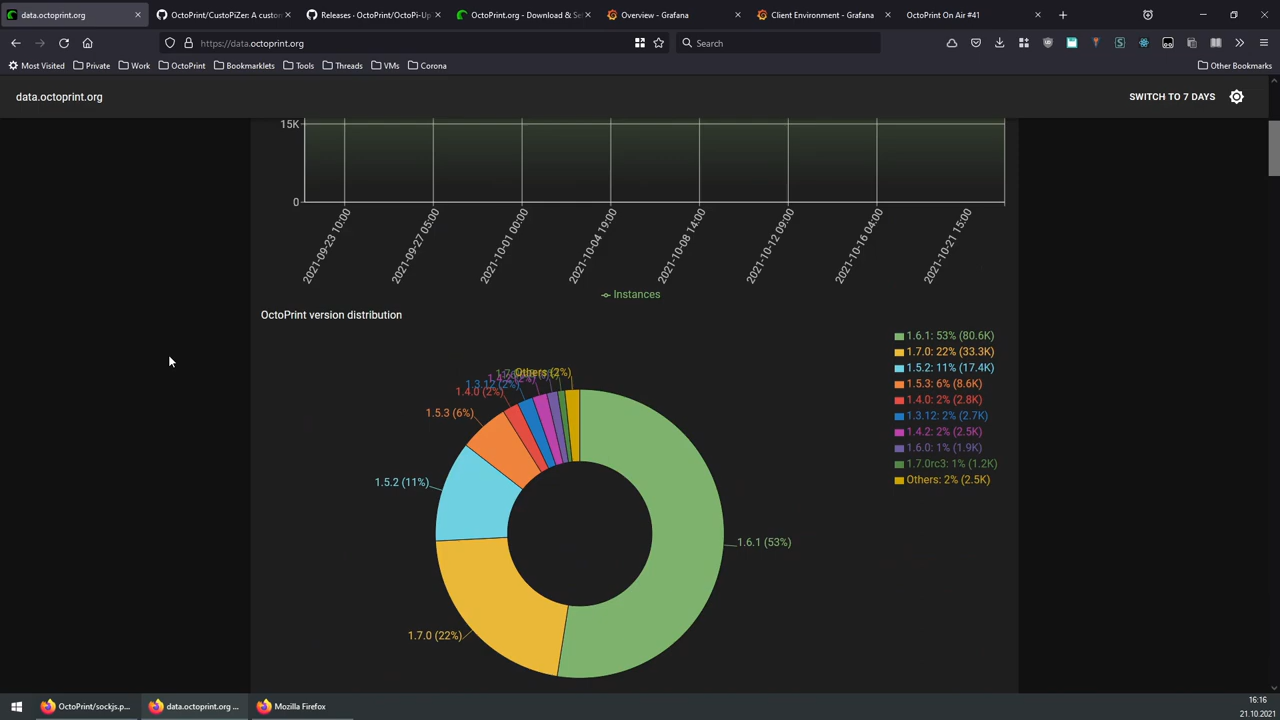 data.octoprint.org
OctoPrint/CustoPiZer: A custom
Releases · OctoPrint/OctoPi-Up
OctoPrint.org - Download & Se
Overview - Grafana
Client Environment - Grafana
OctoPrint On Air #41
https://data.octoprint.org
Search
Most Visited
Private
Work
OctoPrint
Bookmarklets
Tools
Threads
VMs
Corona
Other Bookmarks
data.octoprint.org
SWITCH TO 7 DAYS
15K
0
2021-09-23 10:00
2021-09-27 05:00
2021-10-01 00:00
2021-10-04 19:00
2021-10-08 14:00
2021-10-12 09:00
2021-10-16 04:00
2021-10-21 15:00
Instances
OctoPrint version distribution
1.6.1: 53% (80.6K)
1.7.0: 22% (33.3K)
1.5.2: 11% (17.4K)
1.5.3: 6% (8.6K)
1.4.0: 2% (2.8K)
1.3.12: 2% (2.7K)
1.4.2: 2% (2.5K)
1.6.0: 1% (1.9K)
1.7.0rc3: 1% (1.2K)
Others: 2% (2.5K)
Others (2%)
1.3.12 (2%)
1.4.0 (2%)
1.5.3 (6%)
1.5.2 (11%)
1.6.1 (53%)
1.7.0 (22%)
OctoPrint/sockjs.p...
data.octoprint.org ...
Mozilla Firefox
16:16
21.10.2021